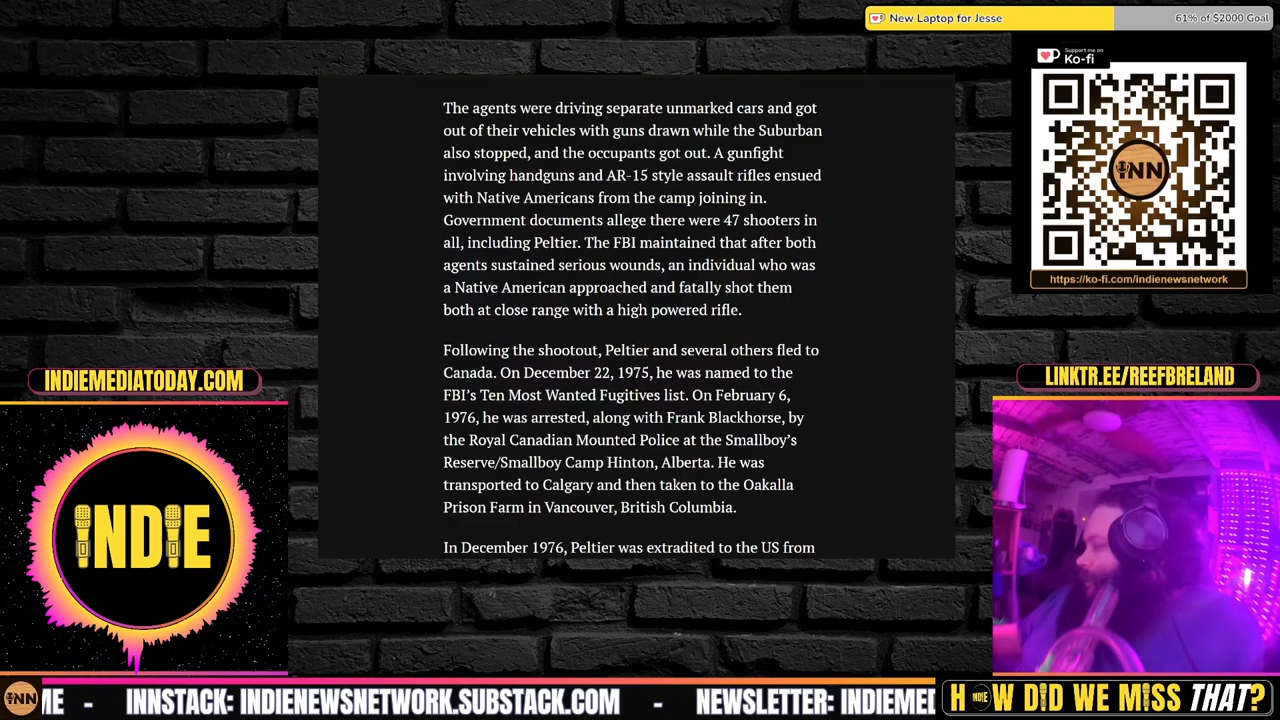 New Laptop for Jesse
61% of $2000 Goal
Support me on
Ko-fi
iNN
https://ko-fi.com/indienewsnetwork
The agents were driving separate unmarked cars and got
out of their vehicles with guns drawn while the Suburban
also stopped, and the occupants got out. A gunfight
involving handguns and AR-15 style assault rifles ensued
with Native Americans from the camp joining in.
Government documents allege there were 47 shooters in
all, including Peltier. The FBI maintained that after both
agents sustained serious wounds, an individual who was
a Native American approached and fatally shot them
both at close range with a high powered rifle.
Following the shootout, Peltier and several others fled to
Canada. On December 22, 1975, he was named to the
FBI’s Ten Most Wanted Fugitives list. On February 6,
1976, he was arrested, along with Frank Blackhorse, by
the Royal Canadian Mounted Police at the Smallboy’s
Reserve/Smallboy Camp Hinton, Alberta. He was
transported to Calgary and then taken to the Oakalla
Prison Farm in Vancouver, British Columbia.
In December 1976, Peltier was extradited to the US from
INDIEMEDIATODAY.COM
INDIE
LINKTR.EE/REEFBRELAND
iNN
ME - INNSTACK: INDIENEWSNETWORK.SUBSTACK.COM - NEWSLETTER: INDIEMED
HOW DID WE MISS THAT?